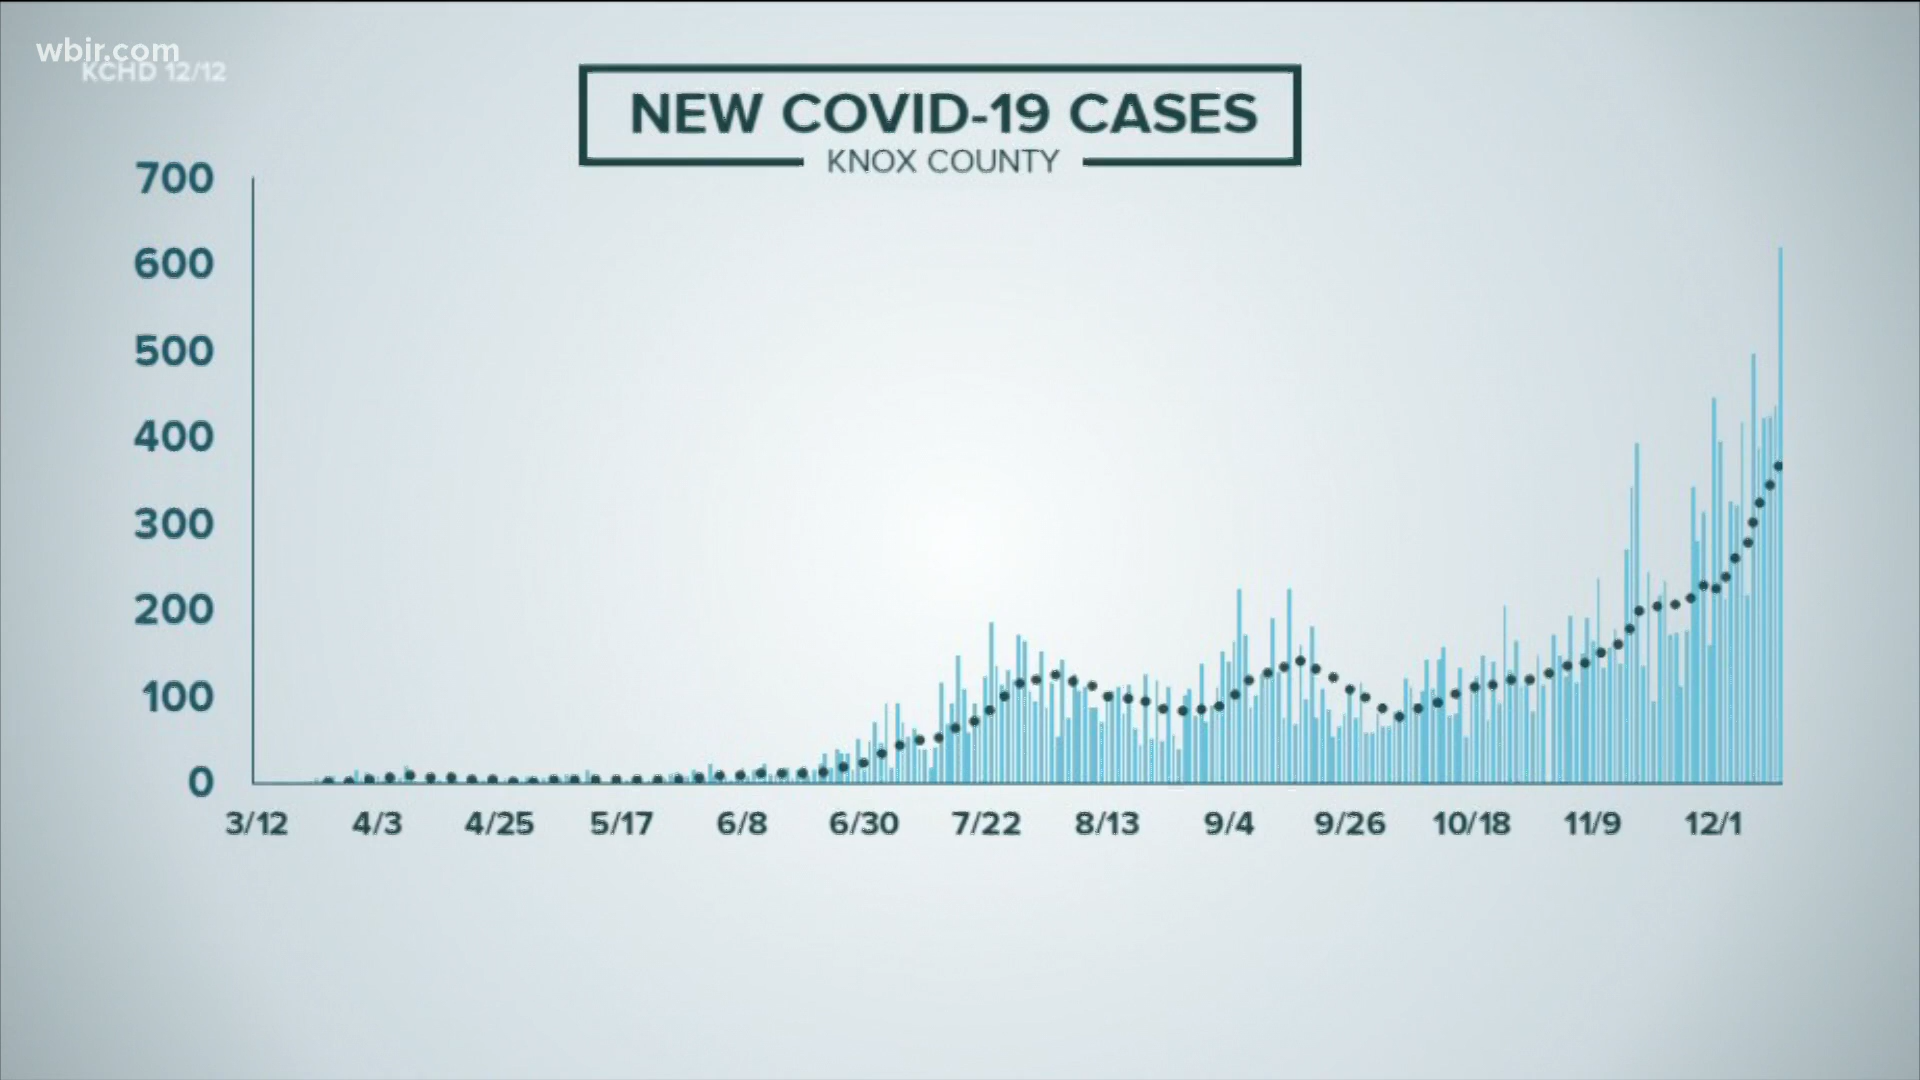 wbir.com
KCHD 12/12
NEW COVID-19 CASES
KNOX COUNTY
700
600
500
400
300
200
100
0
3/12 4/3 4/25 5/17 6/8 6/30 7/22 8/13 9/4 9/26 10/18 11/9 12/1